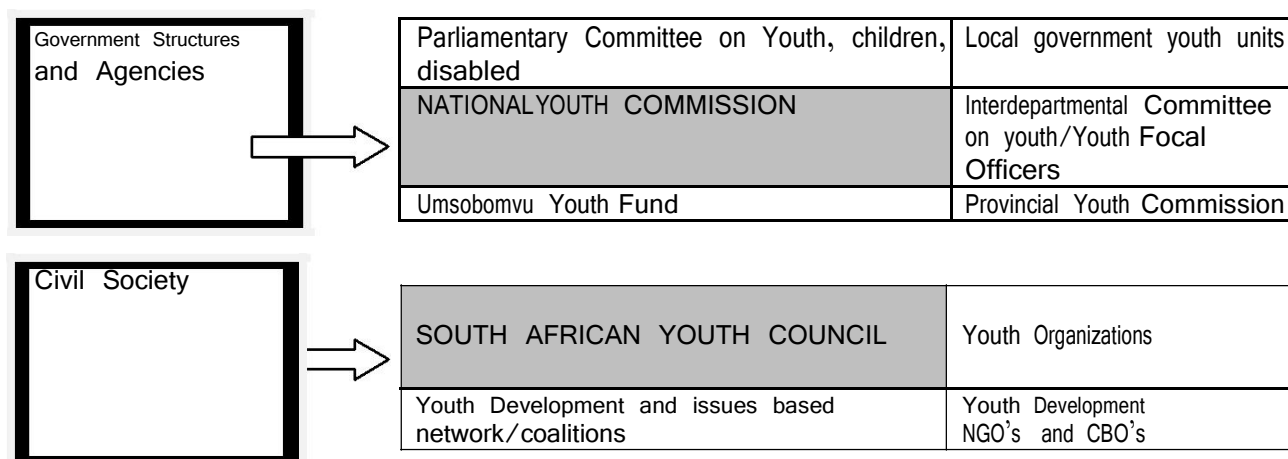 Government Structures
and Agencies
Parliamentary Committee on Youth, children,
disabled
Local government youth units
NATIONALYOUTH COMMISSION
Interdepartmental Committee
on youth/Youth Focal
Officers
Umsobomvu Youth Fund
Provincial Youth Commission
Civil Society
SOUTH AFRICAN YOUTH COUNCIL
Youth Organizations
Youth Development and issues based
network/coalitions
Youth Development
NGO's and CBO's